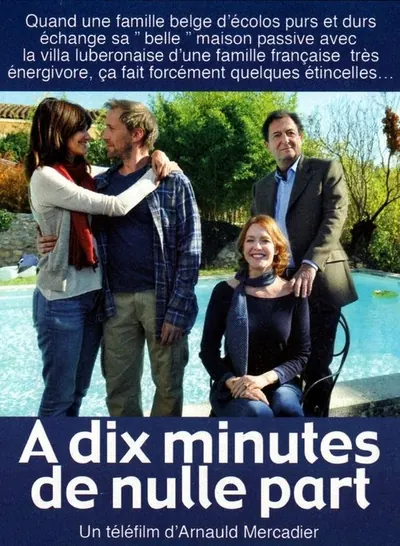 Quand une famille belge d'écolos purs et durs
échange sa " belle " maison passive avec
la villa luberonaise d'une famille française très
énergivore, ça fait forcément quelques étincelles...
A dix minutes
de nulle part
Un téléfilm d'Arnauld Mercadier